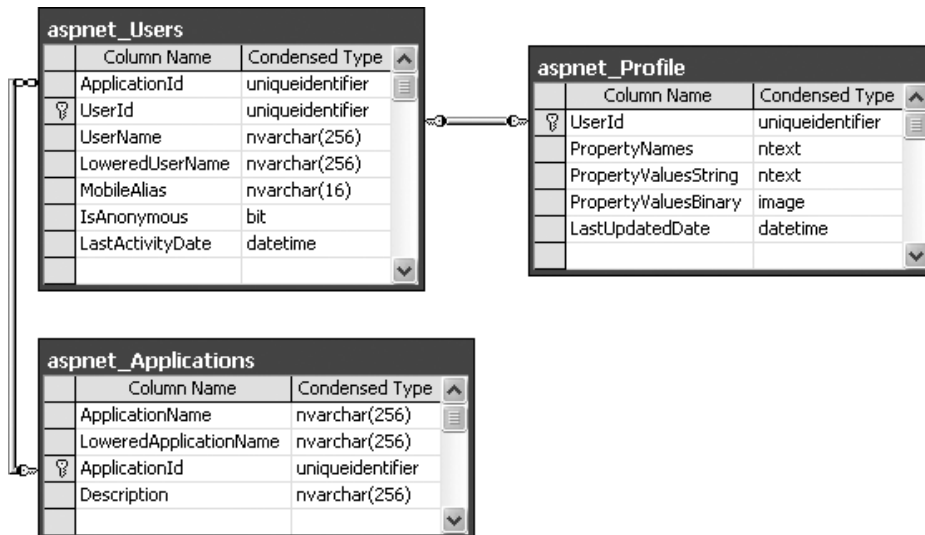 aspnet_Users
Column Name Condensed Type
ApplicationId uniqueidentifier
UserId uniqueidentifier
UserName nvarchar(256)
LoweredUserName nvarchar(256)
MobileAlias nvarchar(16)
IsAnonymous bit
LastActivityDate datetime
aspnet_Profile
Column Name Condensed Type
UserId uniqueidentifier
PropertyNames ntext
PropertyValuesString ntext
PropertyValuesBinary image
LastUpdatedDate datetime
aspnet_Applications
Column Name Condensed Type
ApplicationName nvarchar(256)
LoweredApplicationName nvarchar(256)
ApplicationId uniqueidentifier
Description nvarchar(256)